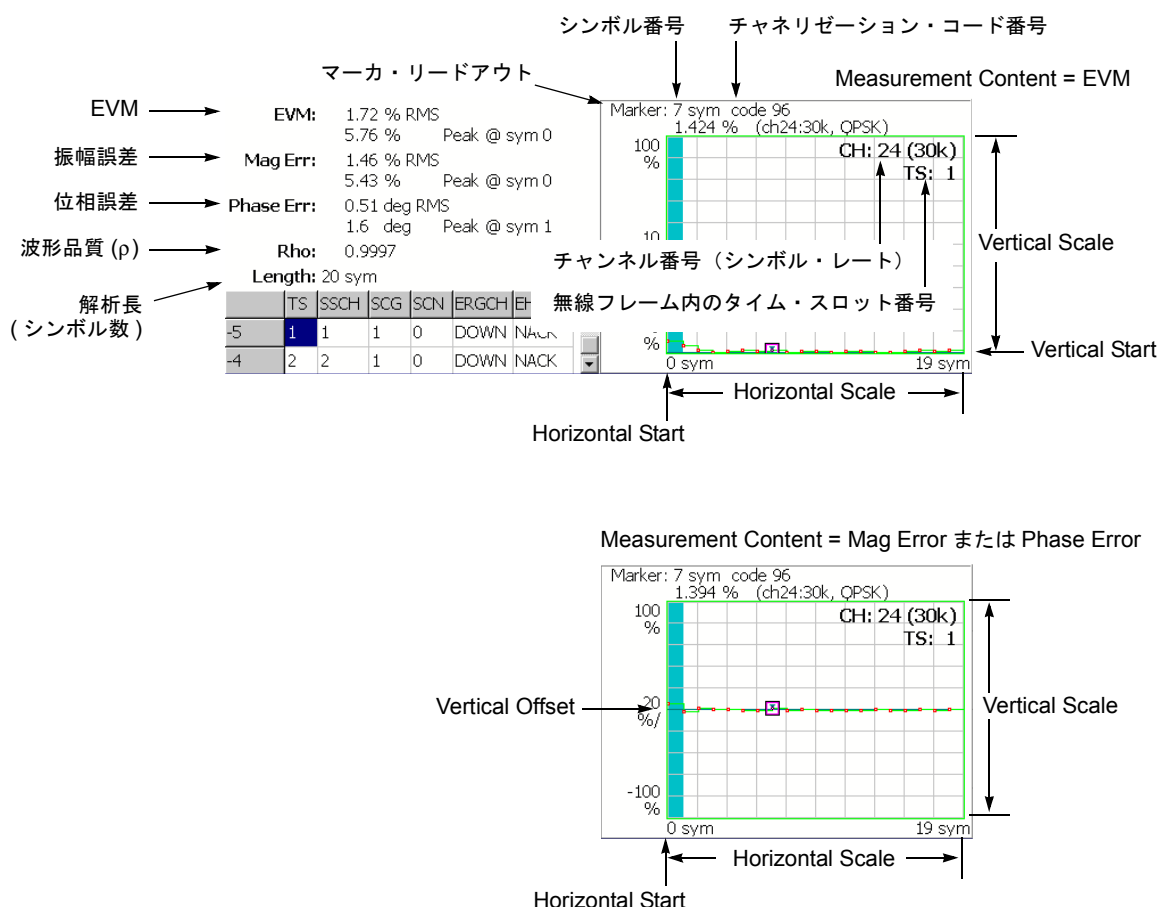 シンボル番号
チャネリゼーション・コード番号
マーカ・リードアウト
Measurement Content = EVM
EVM
EVM: 1.72 % RMS
5.76 % Peak @ sym 0
振幅誤差
Mag Err: 1.46 % RMS
5.43 % Peak @ sym 0
位相誤差
Phase Err: 0.51 deg RMS
1.6 deg Peak @ sym 1
波形品質 (ρ)
Rho: 0.9997
解析長
( シンボル数 )
Length: 20 sym
TS SSCH SCG SCN ERGCH
-5 1 1 1 0 DOWN NACK
-4 2 2 1 0 DOWN NACK
Marker: 7 sym code 96
1.424 % (ch24:30k, QPSK)
100
%
CH: 24 (30k)
TS: 1
10
Vertical Scale
チャンネル番号（シンボル・レート）
無線フレーム内のタイム・スロット番号
%
Vertical Start
0 sym 19 sym
Horizontal Scale
Horizontal Start
Measurement Content = Mag Error または Phase Error
Marker: 7 sym code 96
1.394 % (ch24:30k, QPSK)
100
%
CH: 24 (30k)
TS: 1
Vertical Offset
20
%/
Vertical Scale
-100
%
0 sym 19 sym
Horizontal Scale
Horizontal Start